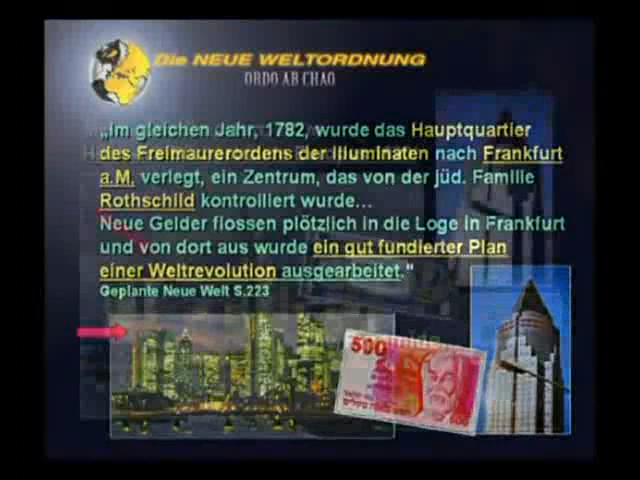 Die NEUE WELTORDNUNG
ORDO AB CHAO
„Im gleichen Jahr, 1782, wurde das Hauptquartier
des Freimaurerordens der Illuminaten nach Frankfurt
a.M. verlegt, ein Zentrum, das von der jüd. Familie
Rothschild kontrolliert wurde...
Neue Gelder flossen plötzlich in die Loge in Frankfurt
und von dort aus wurde ein gut fundierter Plan
einer Weltrevolution ausgearbeitet."
Geplante Neue Welt S.223
500